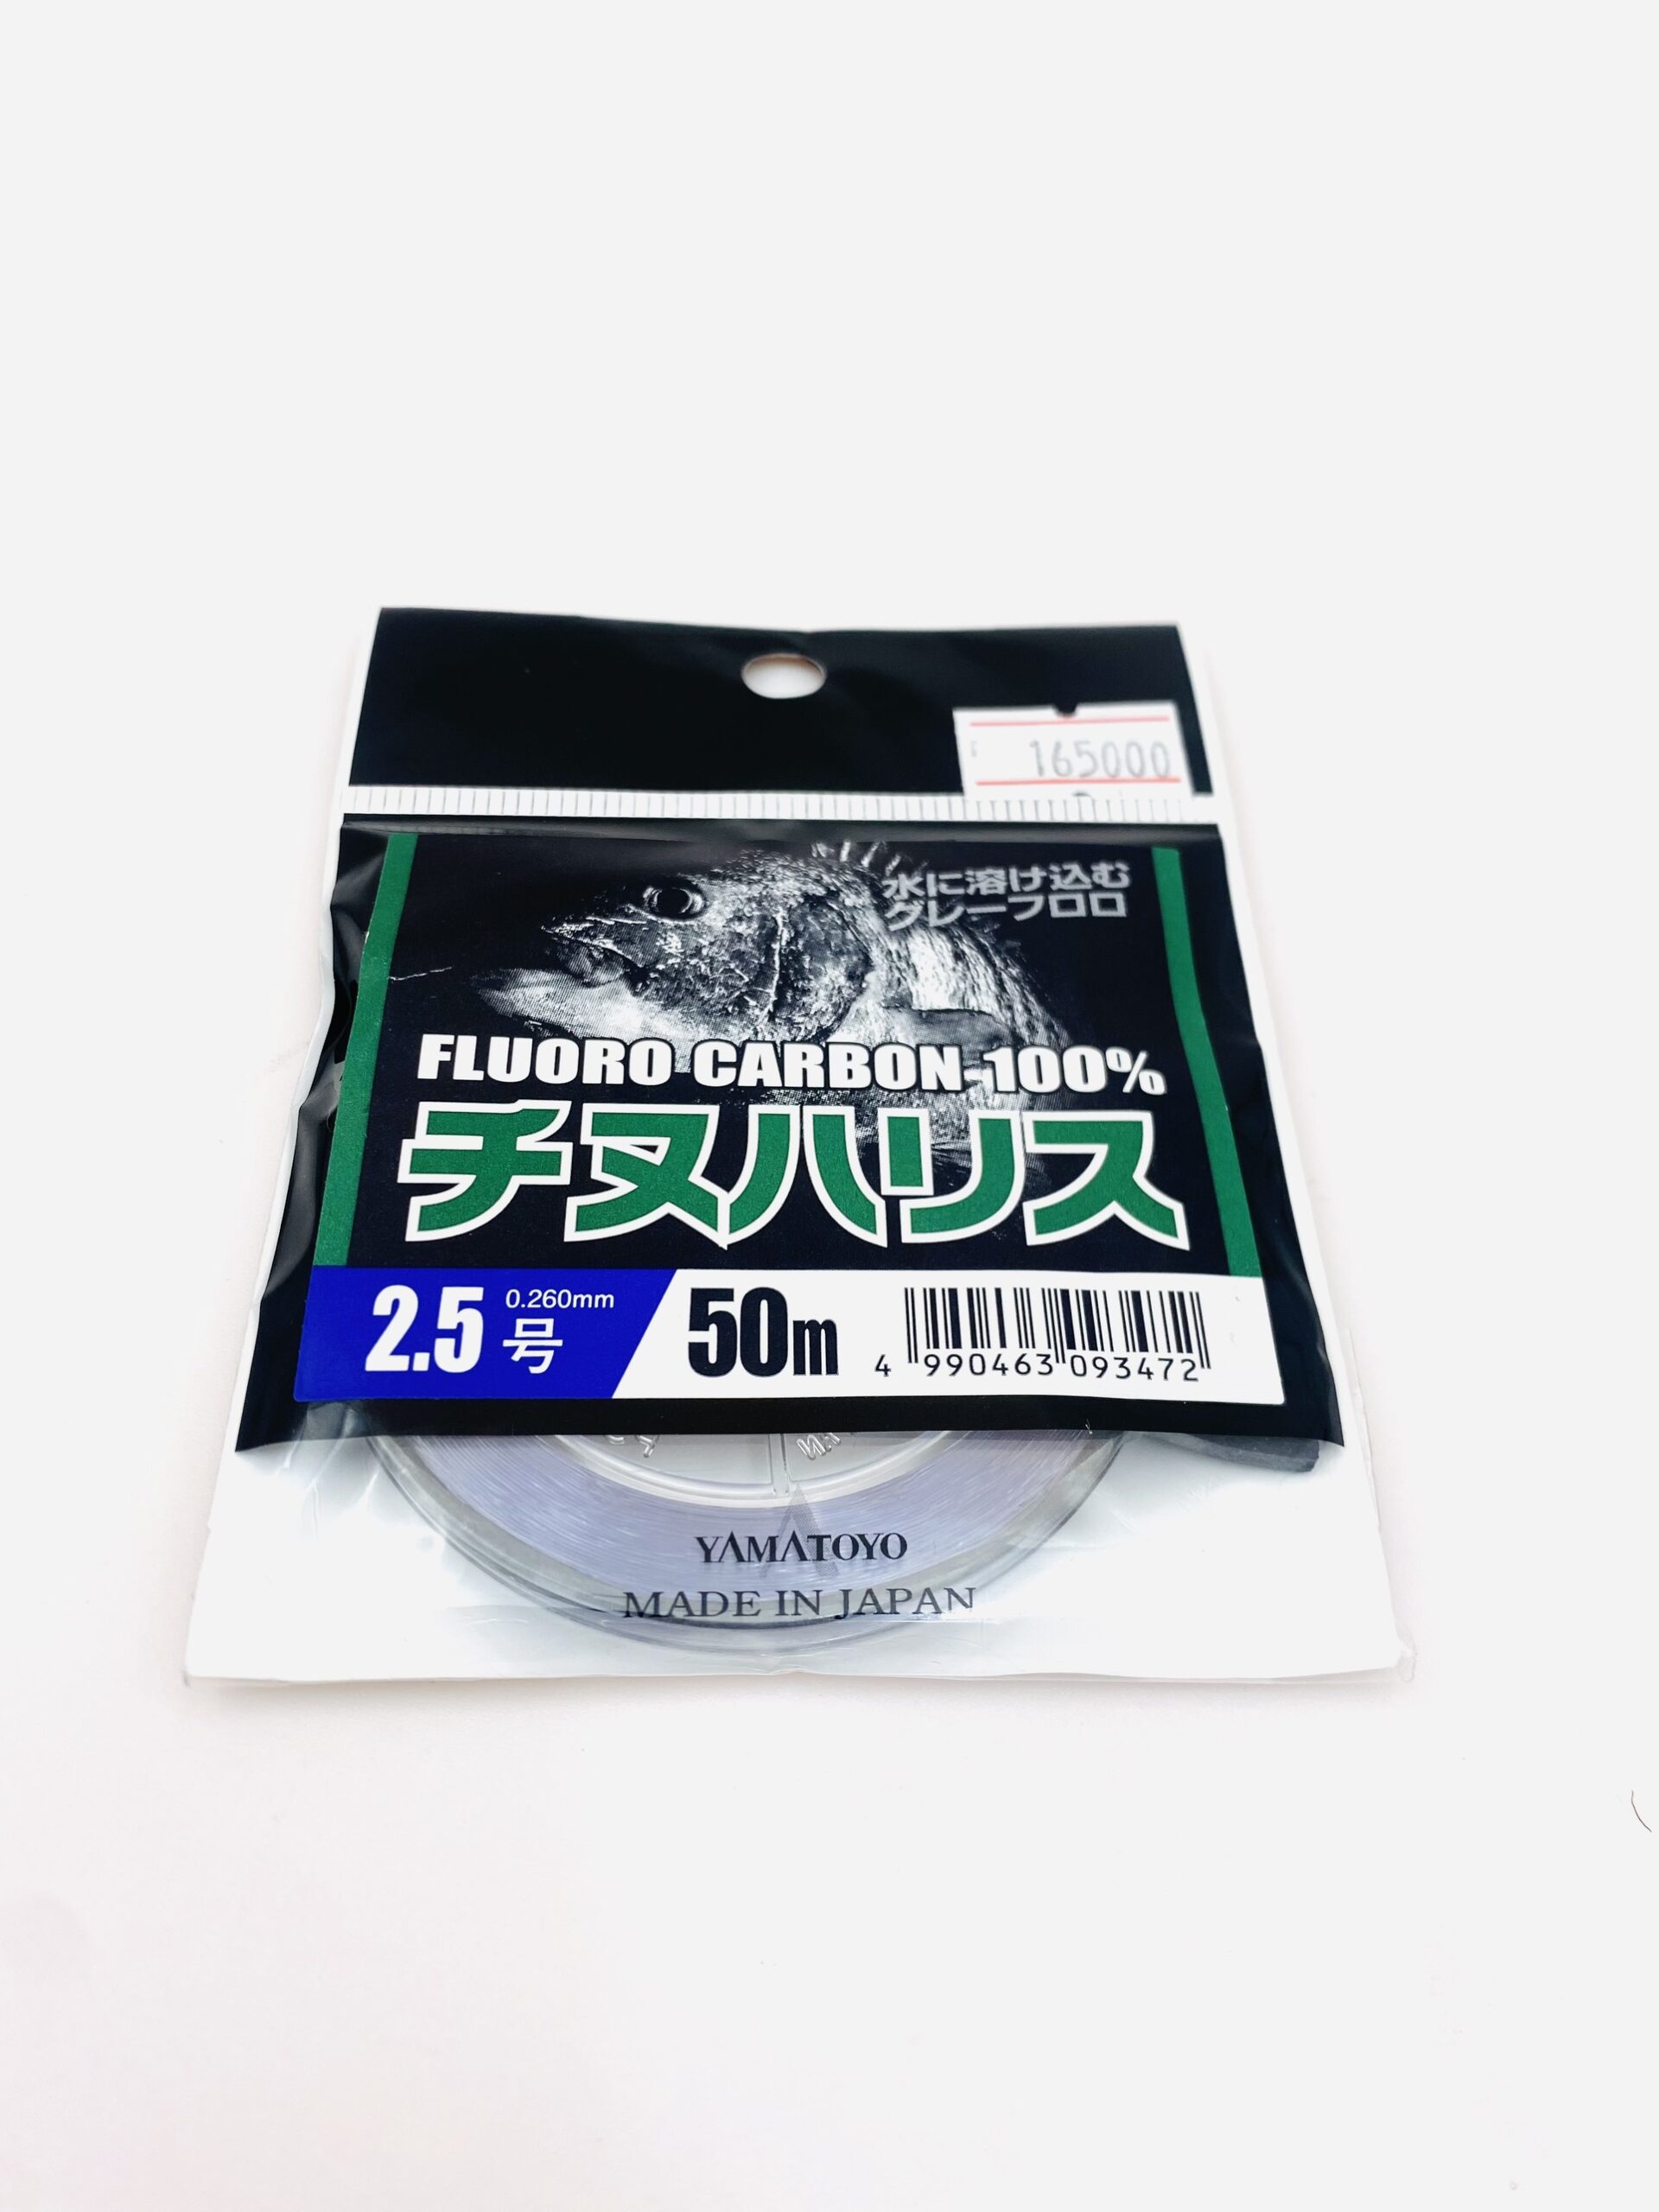 165000
水に溶け込む
グレーフロロ
FLUORO CARBON-100%
チヌハリス
2.5号 0.260mm
50m
4 990463 093472
YAMATOYO
MADE IN JAPAN